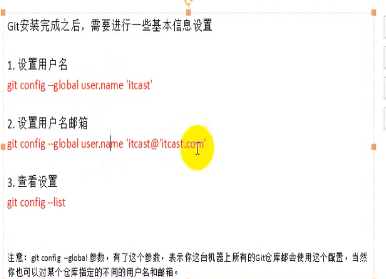 Git安装完成之后，需要进行一些基本信息设置
1. 设置用户名
git config --global user.name 'itcast'
2. 设置用户名邮箱
git config --global user.name 'itcast@'itcast.com'
3. 查看设置
git config --list
注意：git config --global 参数，有了这个参数，表示你这台机器上所有的Git仓库都会使用这个配置，当然
你也可以对某个仓库指定的不同的用户名和邮箱。